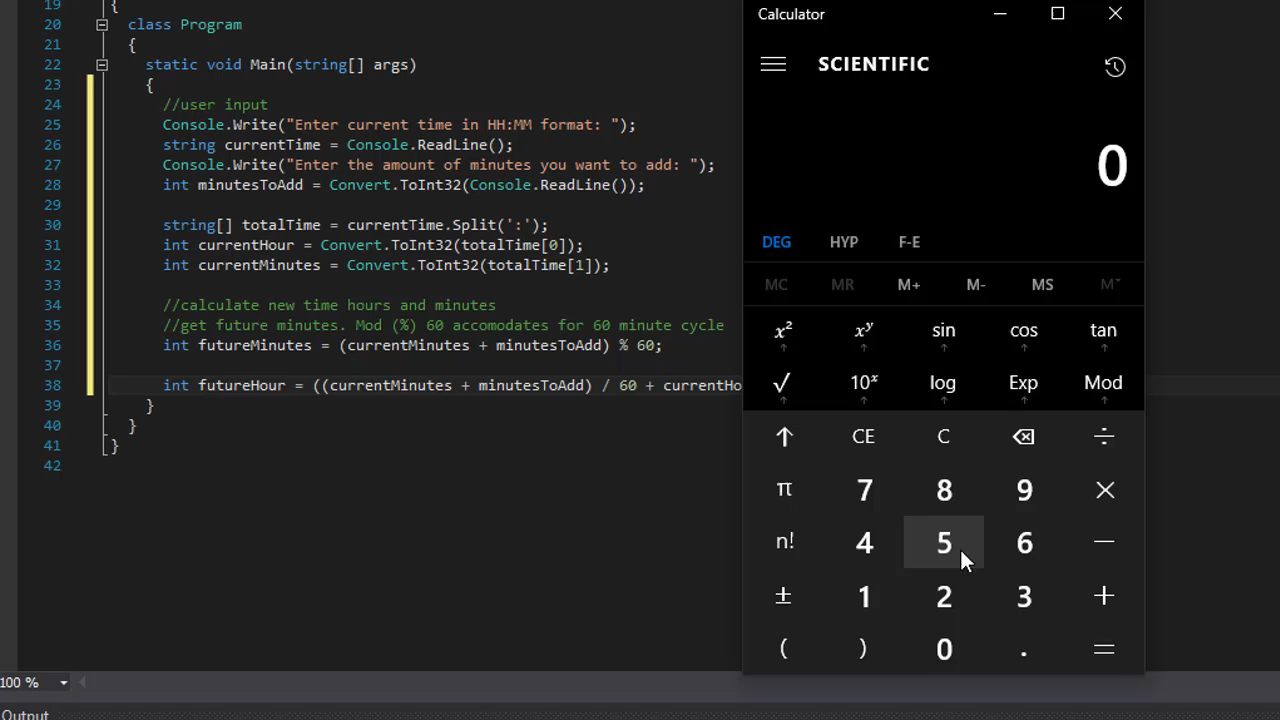 19 {
20 class Program
21 {
22 static void Main(string[] args)
23 {
24 //user input
25 Console.Write("Enter current time in HH:MM format: ");
26 string currentTime = Console.ReadLine();
27 Console.Write("Enter the amount of minutes you want to add: ");
28 int minutesToAdd = Convert.ToInt32(Console.ReadLine());
29
30 string[] totalTime = currentTime.Split(':');
31 int currentHour = Convert.ToInt32(totalTime[0]);
32 int currentMinutes = Convert.ToInt32(totalTime[1]);
33
34 //calculate new time hours and minutes
35 //get future minutes. Mod (%) 60 accomodates for 60 minute cycle
36 int futureMinutes = (currentMinutes + minutesToAdd) % 60;
37
38 int futureHour = ((currentMinutes + minutesToAdd) / 60 + currentHo
39 }
40 }
41 }
42
100 %
Output
Calculator
SCIENTIFIC
0
DEG HYP F-E
MC MR M+ M- MS M˅
x² xʸ sin cos tan
√ 10ˣ log Exp Mod
↑ CE C ⌫ ÷
π 7 8 9 ×
n! 4 5 6 −
± 1 2 3 +
( ) 0 . =